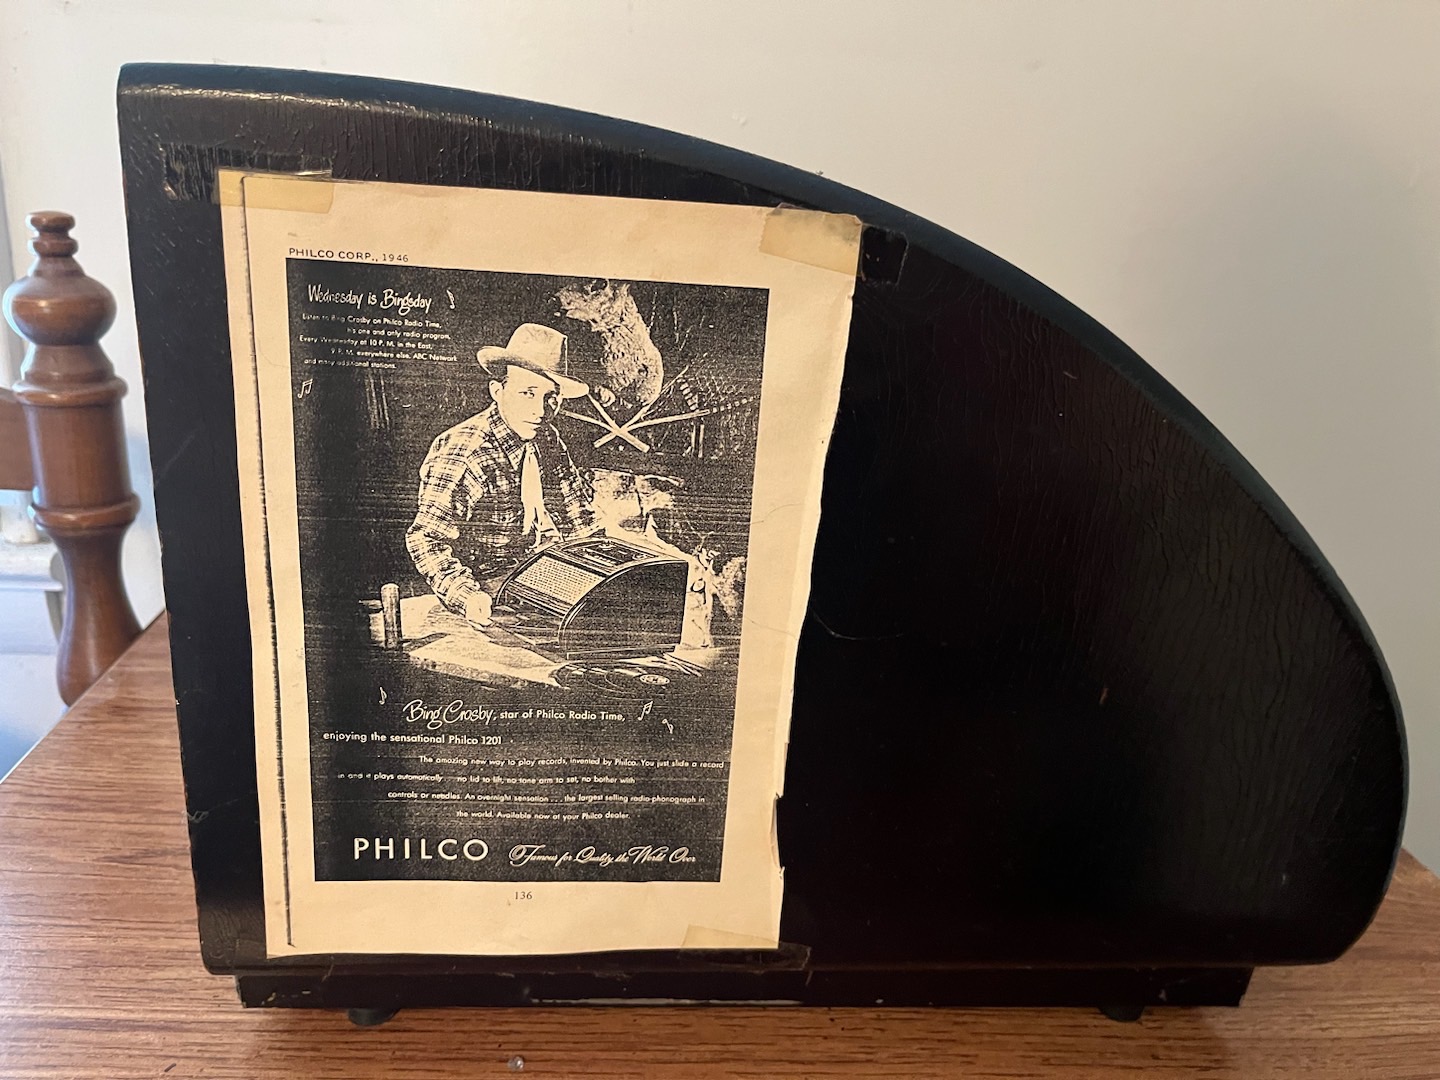 PHILCO CORP., 1946
Wednesday is Bingsday
Listen to Bing Crosby on Philco Radio Time,
his one and only radio program.
Every Wednesday at 10 P. M. in the East,
9 P. M. everywhere else. ABC Network
and many additional stations.
Bing Crosby, star of Philco Radio Time,
enjoying the sensational Philco 1201
The amazing new way to play records, invented by Philco. You just slide a record
in and it plays automatically . . . no lid to lift, no tone arm to set, no bother with
controls or needles. An overnight sensation . . . the largest selling radio-phonograph in
the world. Available now at your Philco dealer.
PHILCO Famous for Quality the World Over
136